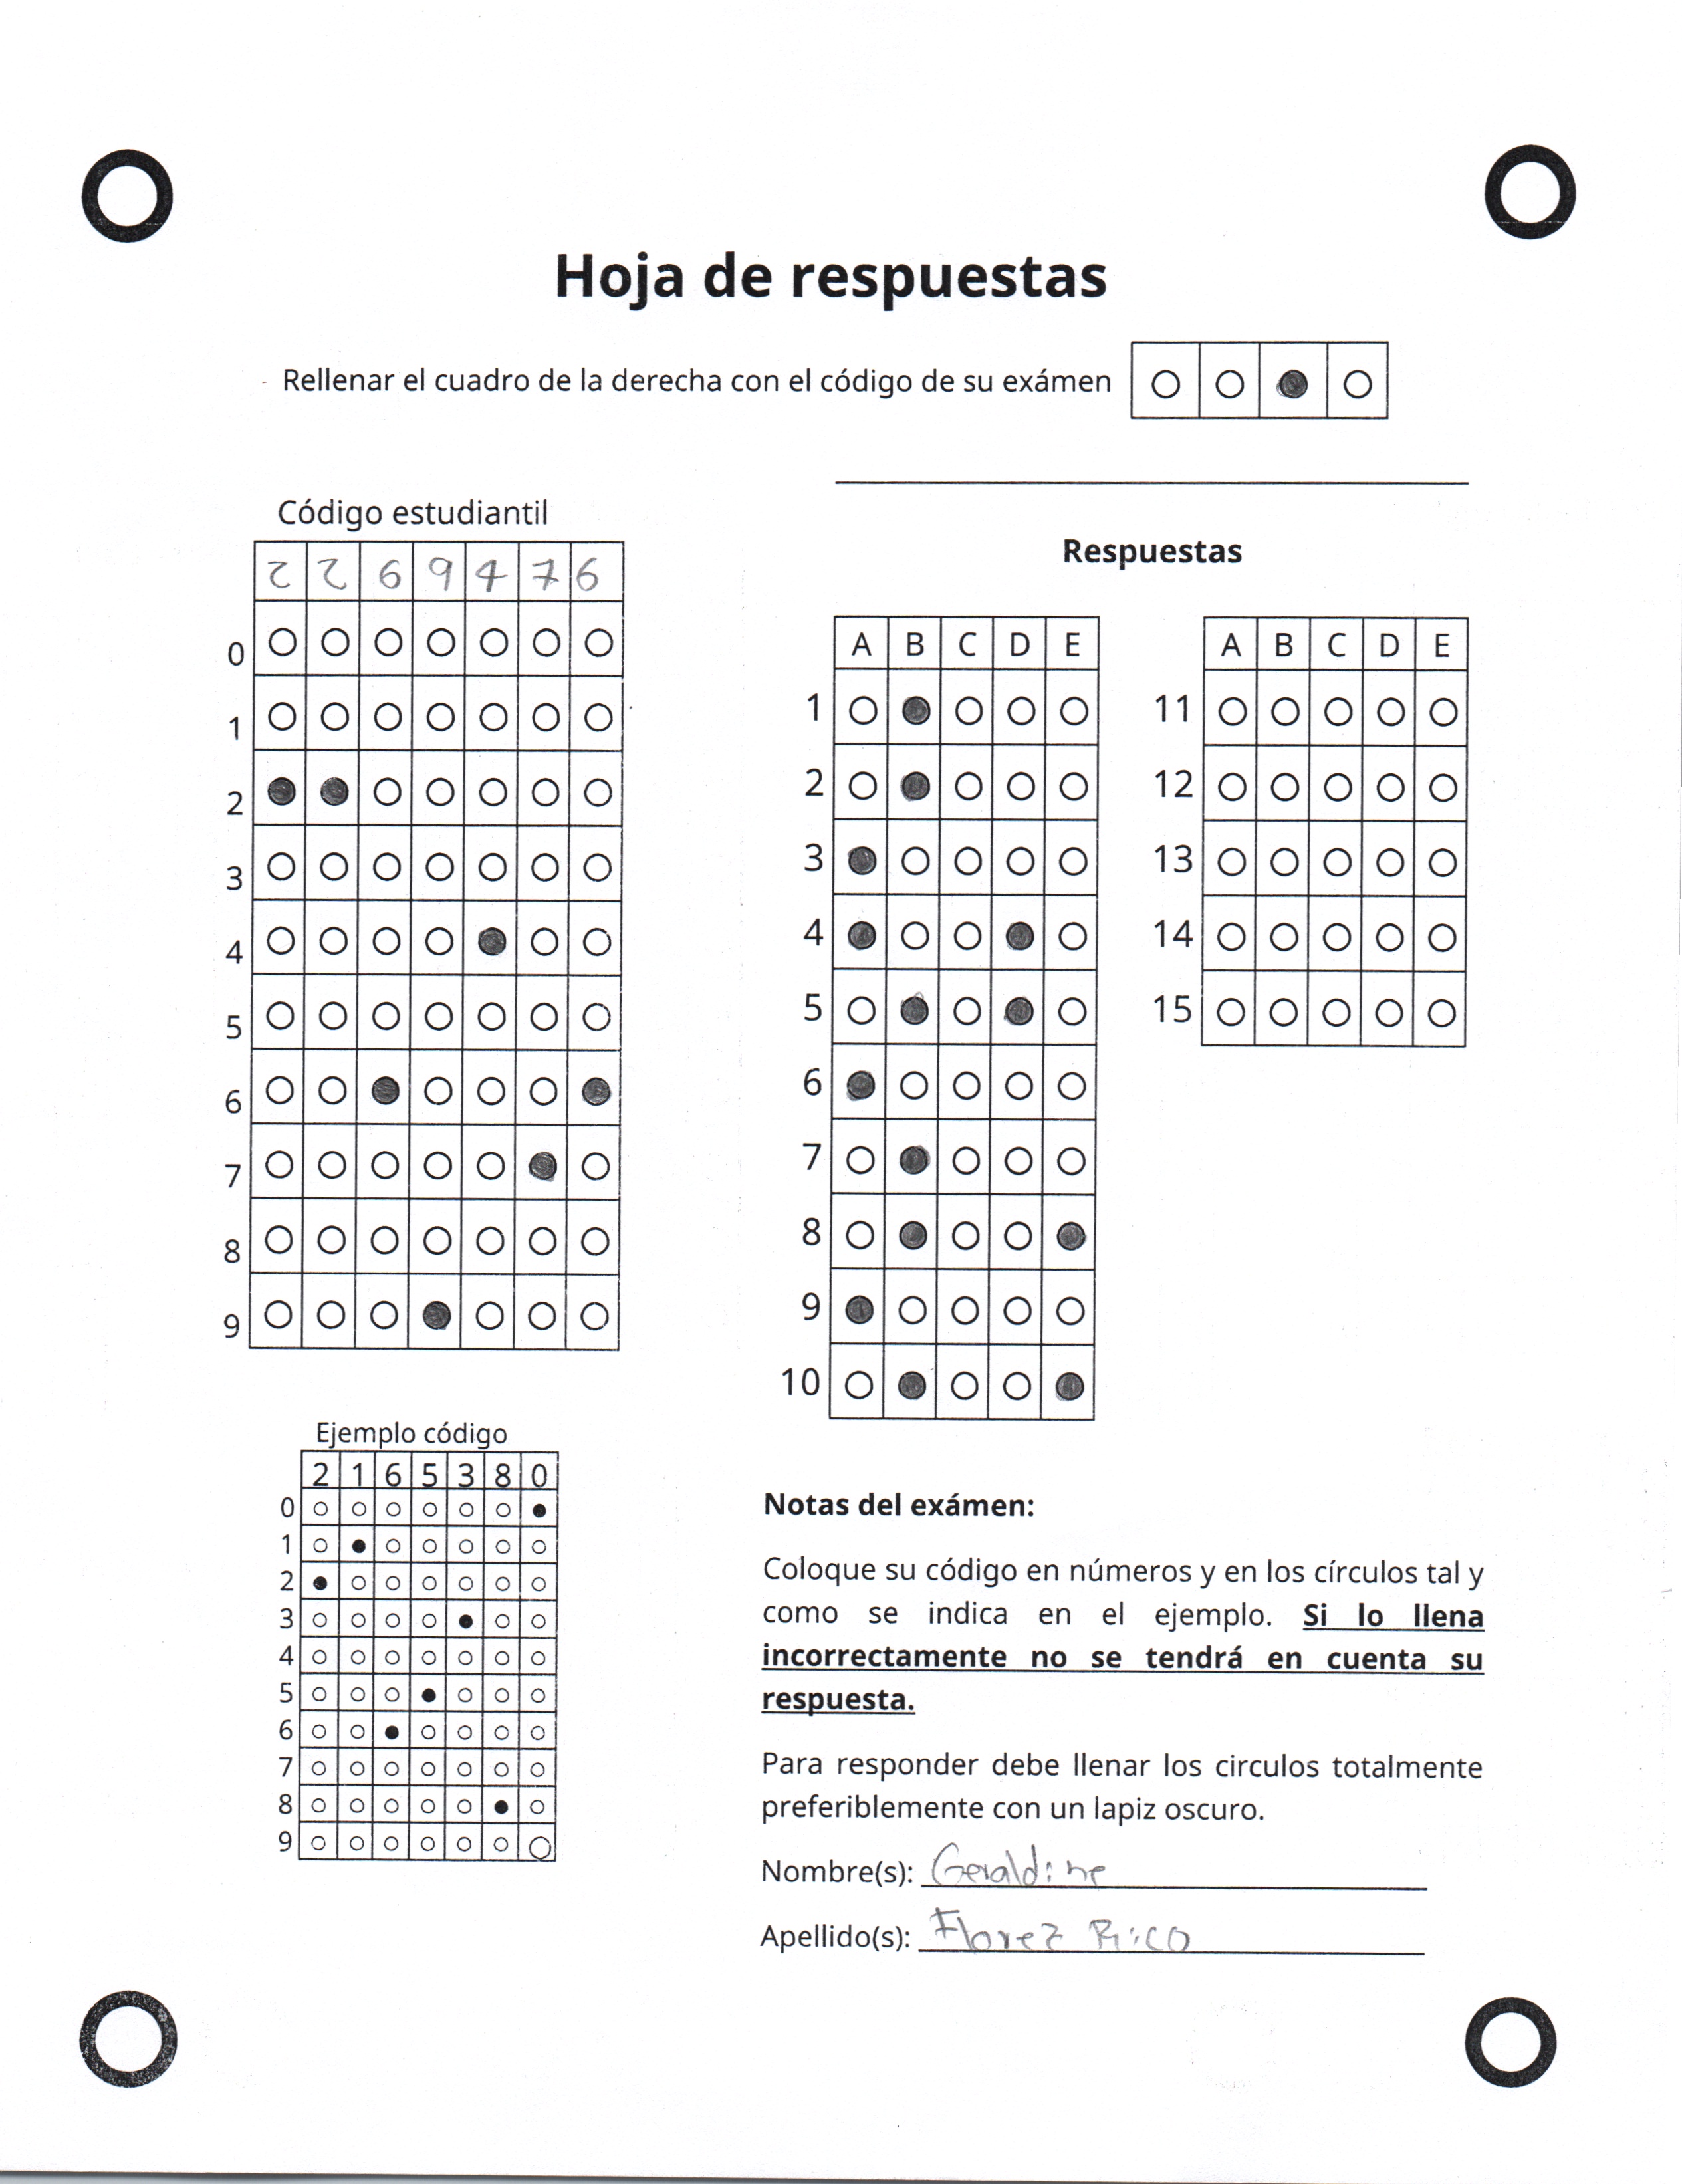 Hoja de respuestas
Rellenar el cuadro de la derecha con el código de su exámen
Código estudiantil
2 2 6 9 4 7 6
0
1
2
3
4
5
6
7
8
9
Respuestas
A B C D E
1
2
3
4
5
6
7
8
9
10
A B C D E
11
12
13
14
15
Ejemplo código
2 1 6 5 3 8 0
0
1
2
3
4
5
6
7
8
9
Notas del exámen:
Coloque su código en números y en los círculos tal y
como se indica en el ejemplo. Si lo llena
incorrectamente no se tendrá en cuenta su
respuesta.
Para responder debe llenar los circulos totalmente
preferiblemente con un lapiz oscuro.
Nombre(s): Geraldine
Apellido(s): Florez Rico